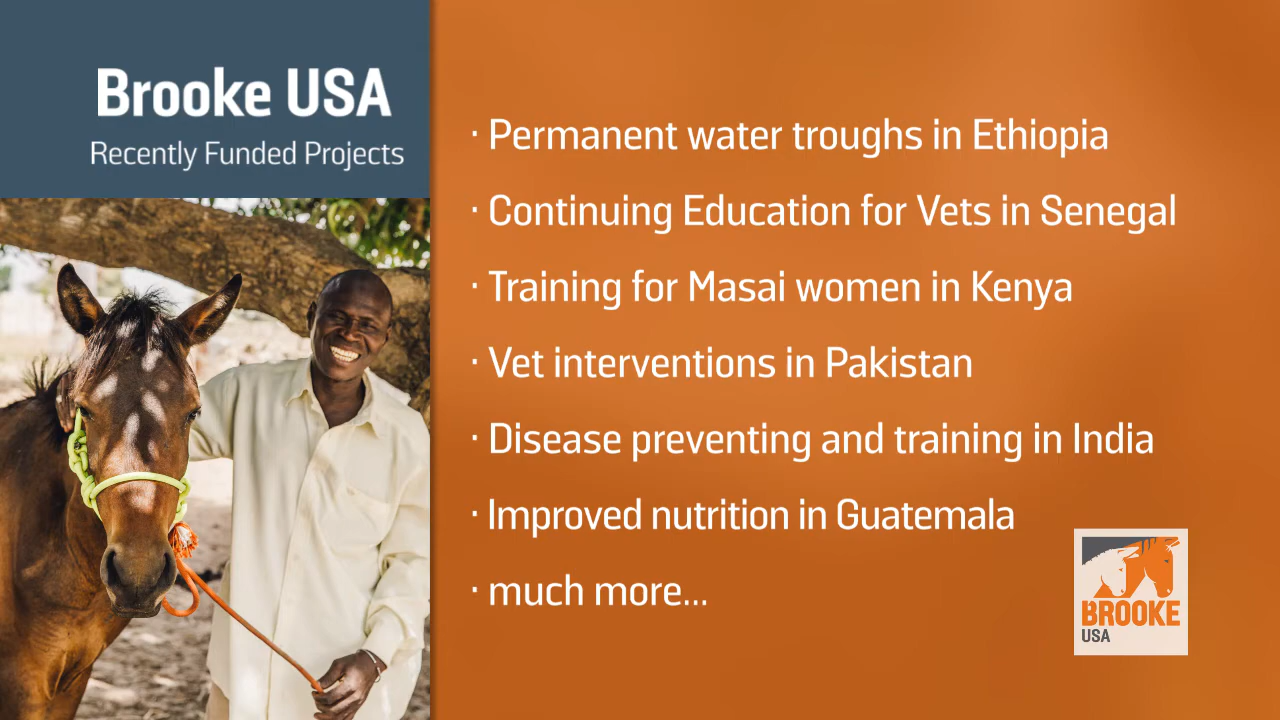 Brooke USA
Recently Funded Projects
· Permanent water troughs in Ethiopia
· Continuing Education for Vets in Senegal
· Training for Masai women in Kenya
· Vet interventions in Pakistan
· Disease preventing and training in India
· Improved nutrition in Guatemala
· much more...
BROOKE
USA